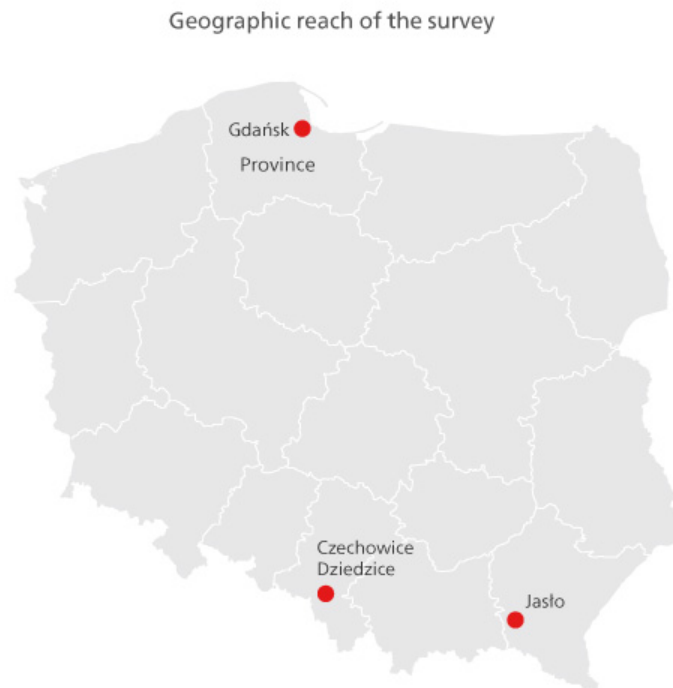 Geographic reach of the survey
Gdańsk
Province
Czechowice
Dziedzice
Jasło